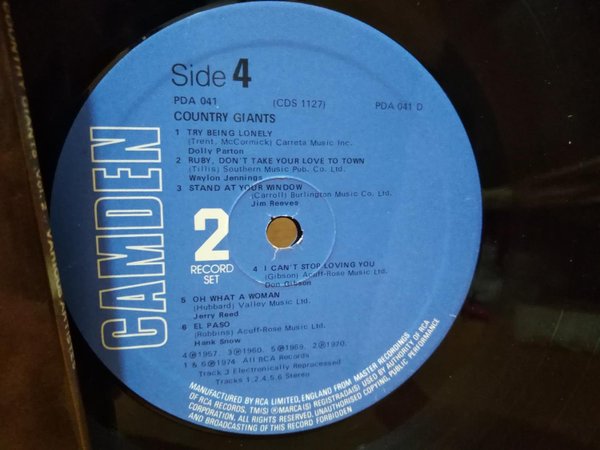 CAMDEN
Side 4
PDA 041 (CDS 1127) PDA 041 D
COUNTRY GIANTS
1 TRY BEING LONELY
(Trent, McCormick) Carreta Music Inc.
Dolly Parton
2 RUBY, DON'T TAKE YOUR LOVE TO TOWN
(Tillis) Southern Music Pub. Co. Ltd.
Waylon Jennings
3 STAND AT YOUR WINDOW
(Carroll) Burlington Music Co. Ltd.
Jim Reeves
2
RECORD
SET
4 I CAN'T STOP LOVING YOU
(Gibson) Acuff-Rose Music Ltd.
Don Gibson
5 OH WHAT A WOMAN
(Hubbard) Valley Music Ltd.
Jerry Reed
6 EL PASO
(Robbins) Acuff-Rose Music Ltd.
Hank Snow
4 ℗ 1957. 3 ℗ 1960. 5 ℗ 1969. 2 ℗ 1970.
1 & 6 ℗ 1974 All RCA Records
Track 3 Electronically Reprocessed
Tracks 1,2,4,5,6 Stereo
MANUFACTURED BY RCA LIMITED, ENGLAND FROM MASTER RECORDINGS
OF RCA RECORDS, TM(S) ® MARCA(S) REGISTRADA(S) USED BY AUTHORITY OF RCA
CORPORATION. ALL RIGHTS RESERVED. UNAUTHORISED COPYING, PUBLIC PERFORMANCE
AND BROADCASTING OF THIS RECORD FORBIDDEN